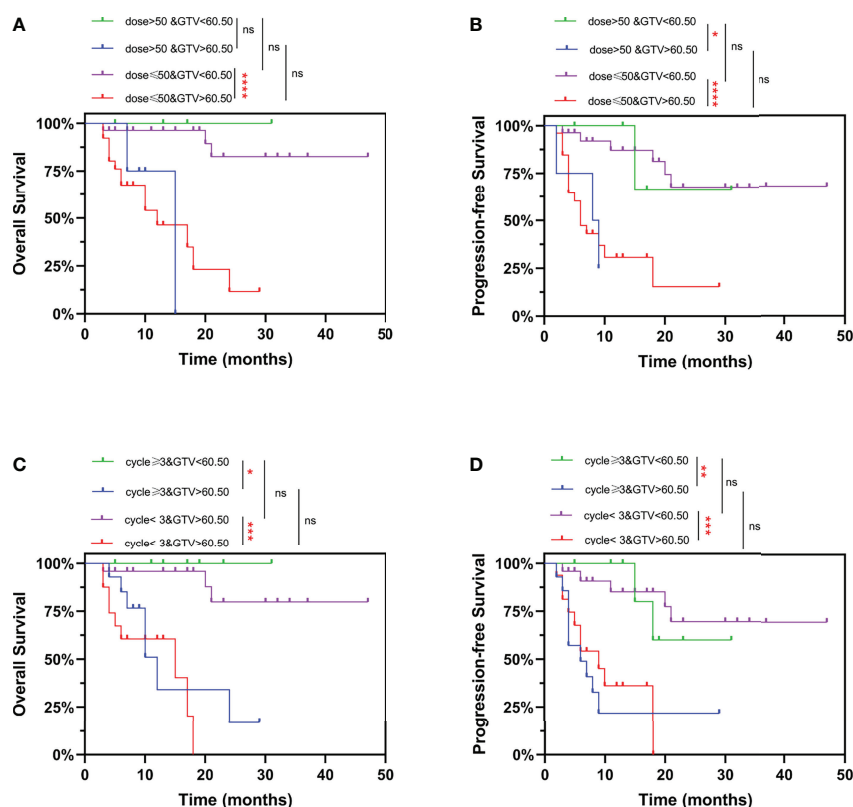 A
dose>50 &GTV<60.50
dose>50 &GTV>60.50
dose≤50&GTV<60.50
dose≤50&GTV>60.50
ns
ns
ns
****
100%
75%
50%
25%
0%
Overall Survival
0 10 20 30 40 50
Time (months)
B
dose>50 &GTV<60.50
dose>50 &GTV>60.50
dose≤50&GTV<60.50
dose≤50&GTV>60.50
*
ns
ns
****
100%
75%
50%
25%
0%
Progression-free Survival
0 10 20 30 40 50
Time (months)
C
cycle≥3&GTV<60.50
cycle≥3&GTV>60.50
cycle< 3&GTV>60.50
cycle< 3&GTV>60.50
*
ns
ns
***
100%
75%
50%
25%
0%
Overall Survival
0 10 20 30 40 50
Time (months)
D
cycle≥3&GTV<60.50
cycle≥3&GTV>60.50
cycle< 3&GTV<60.50
cycle< 3&GTV>60.50
**
ns
ns
***
100%
75%
50%
25%
0%
Progression-free Survival
0 10 20 30 40 50
Time (months)